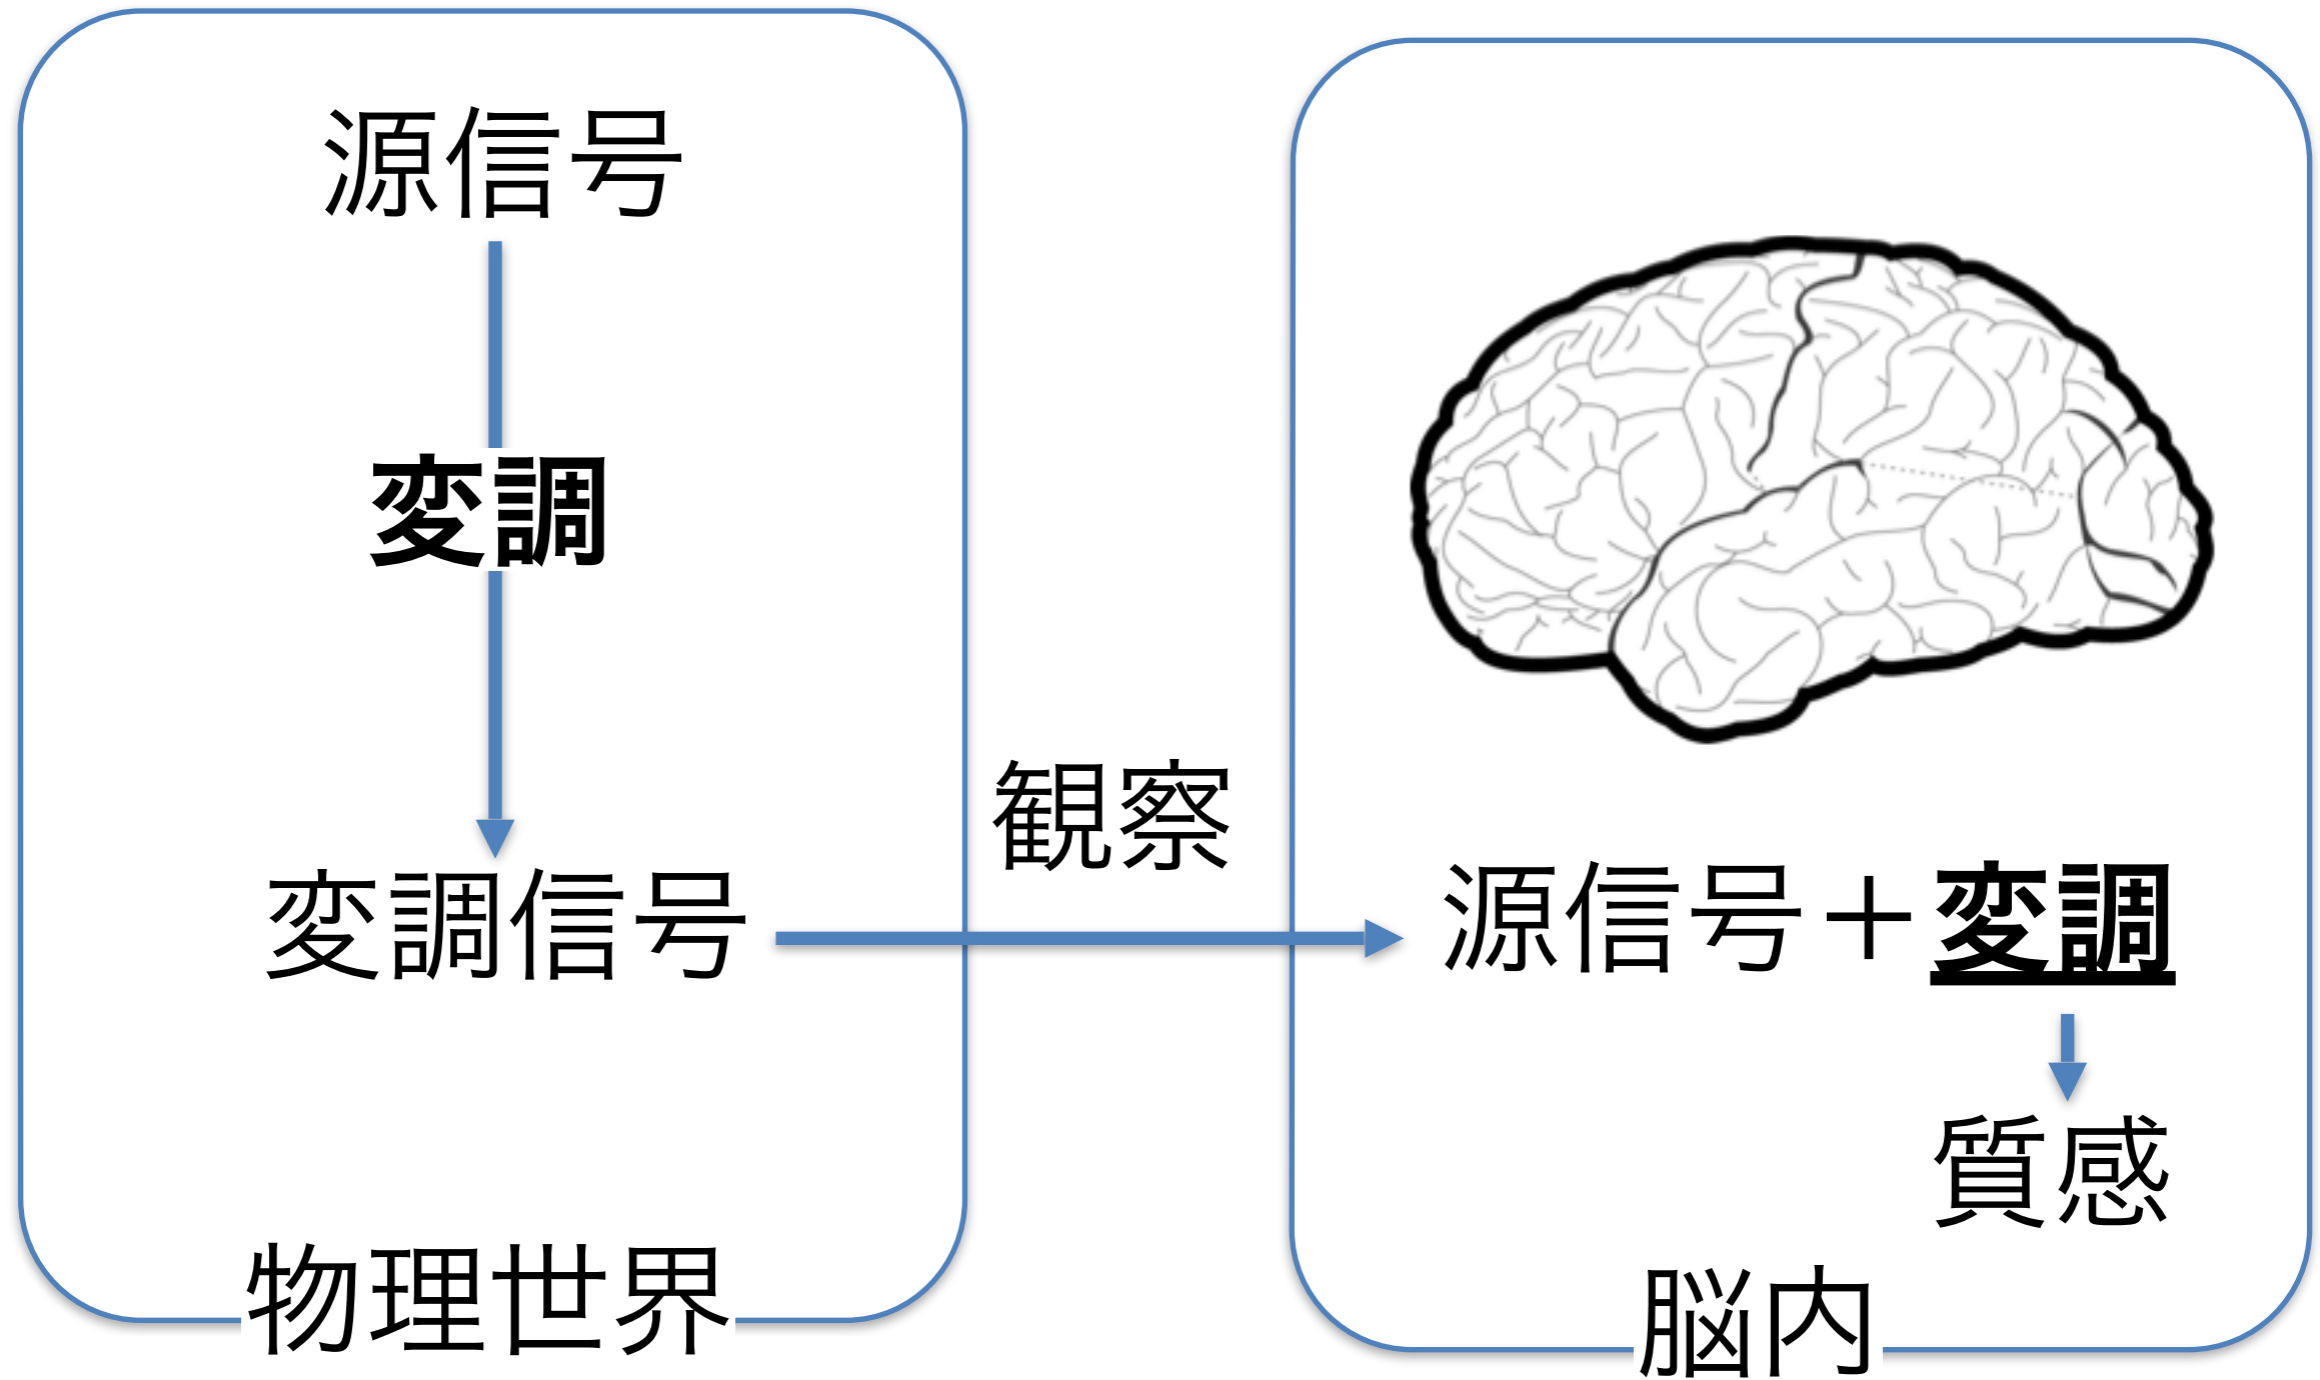 源信号
変調
変調信号
物理世界
観察
源信号＋変調
質感
脳内